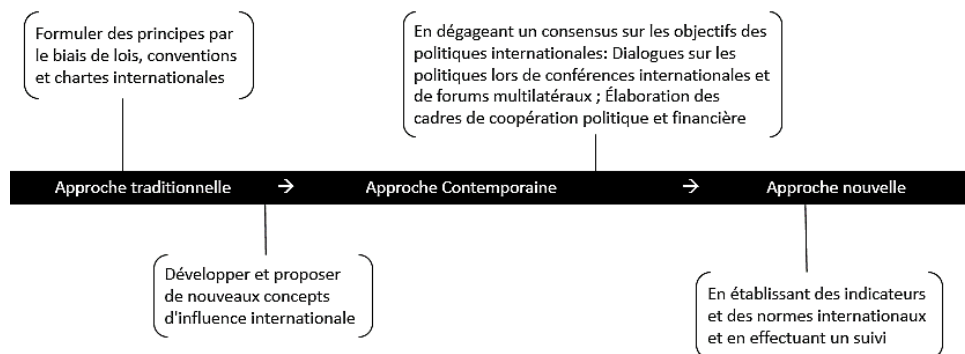 Formuler des principes par
le biais de lois, conventions
et chartes internationales
En dégageant un consensus sur les objectifs des
politiques internationales: Dialogues sur les
politiques lors de conférences internationales et
de forums multilatéraux ; Élaboration des
cadres de coopération politique et financière
Approche traditionnelle → Approche Contemporaine → Approche nouvelle
Développer et proposer
de nouveaux concepts
d'influence internationale
En établissant des indicateurs
et des normes internationaux
et en effectuant un suivi